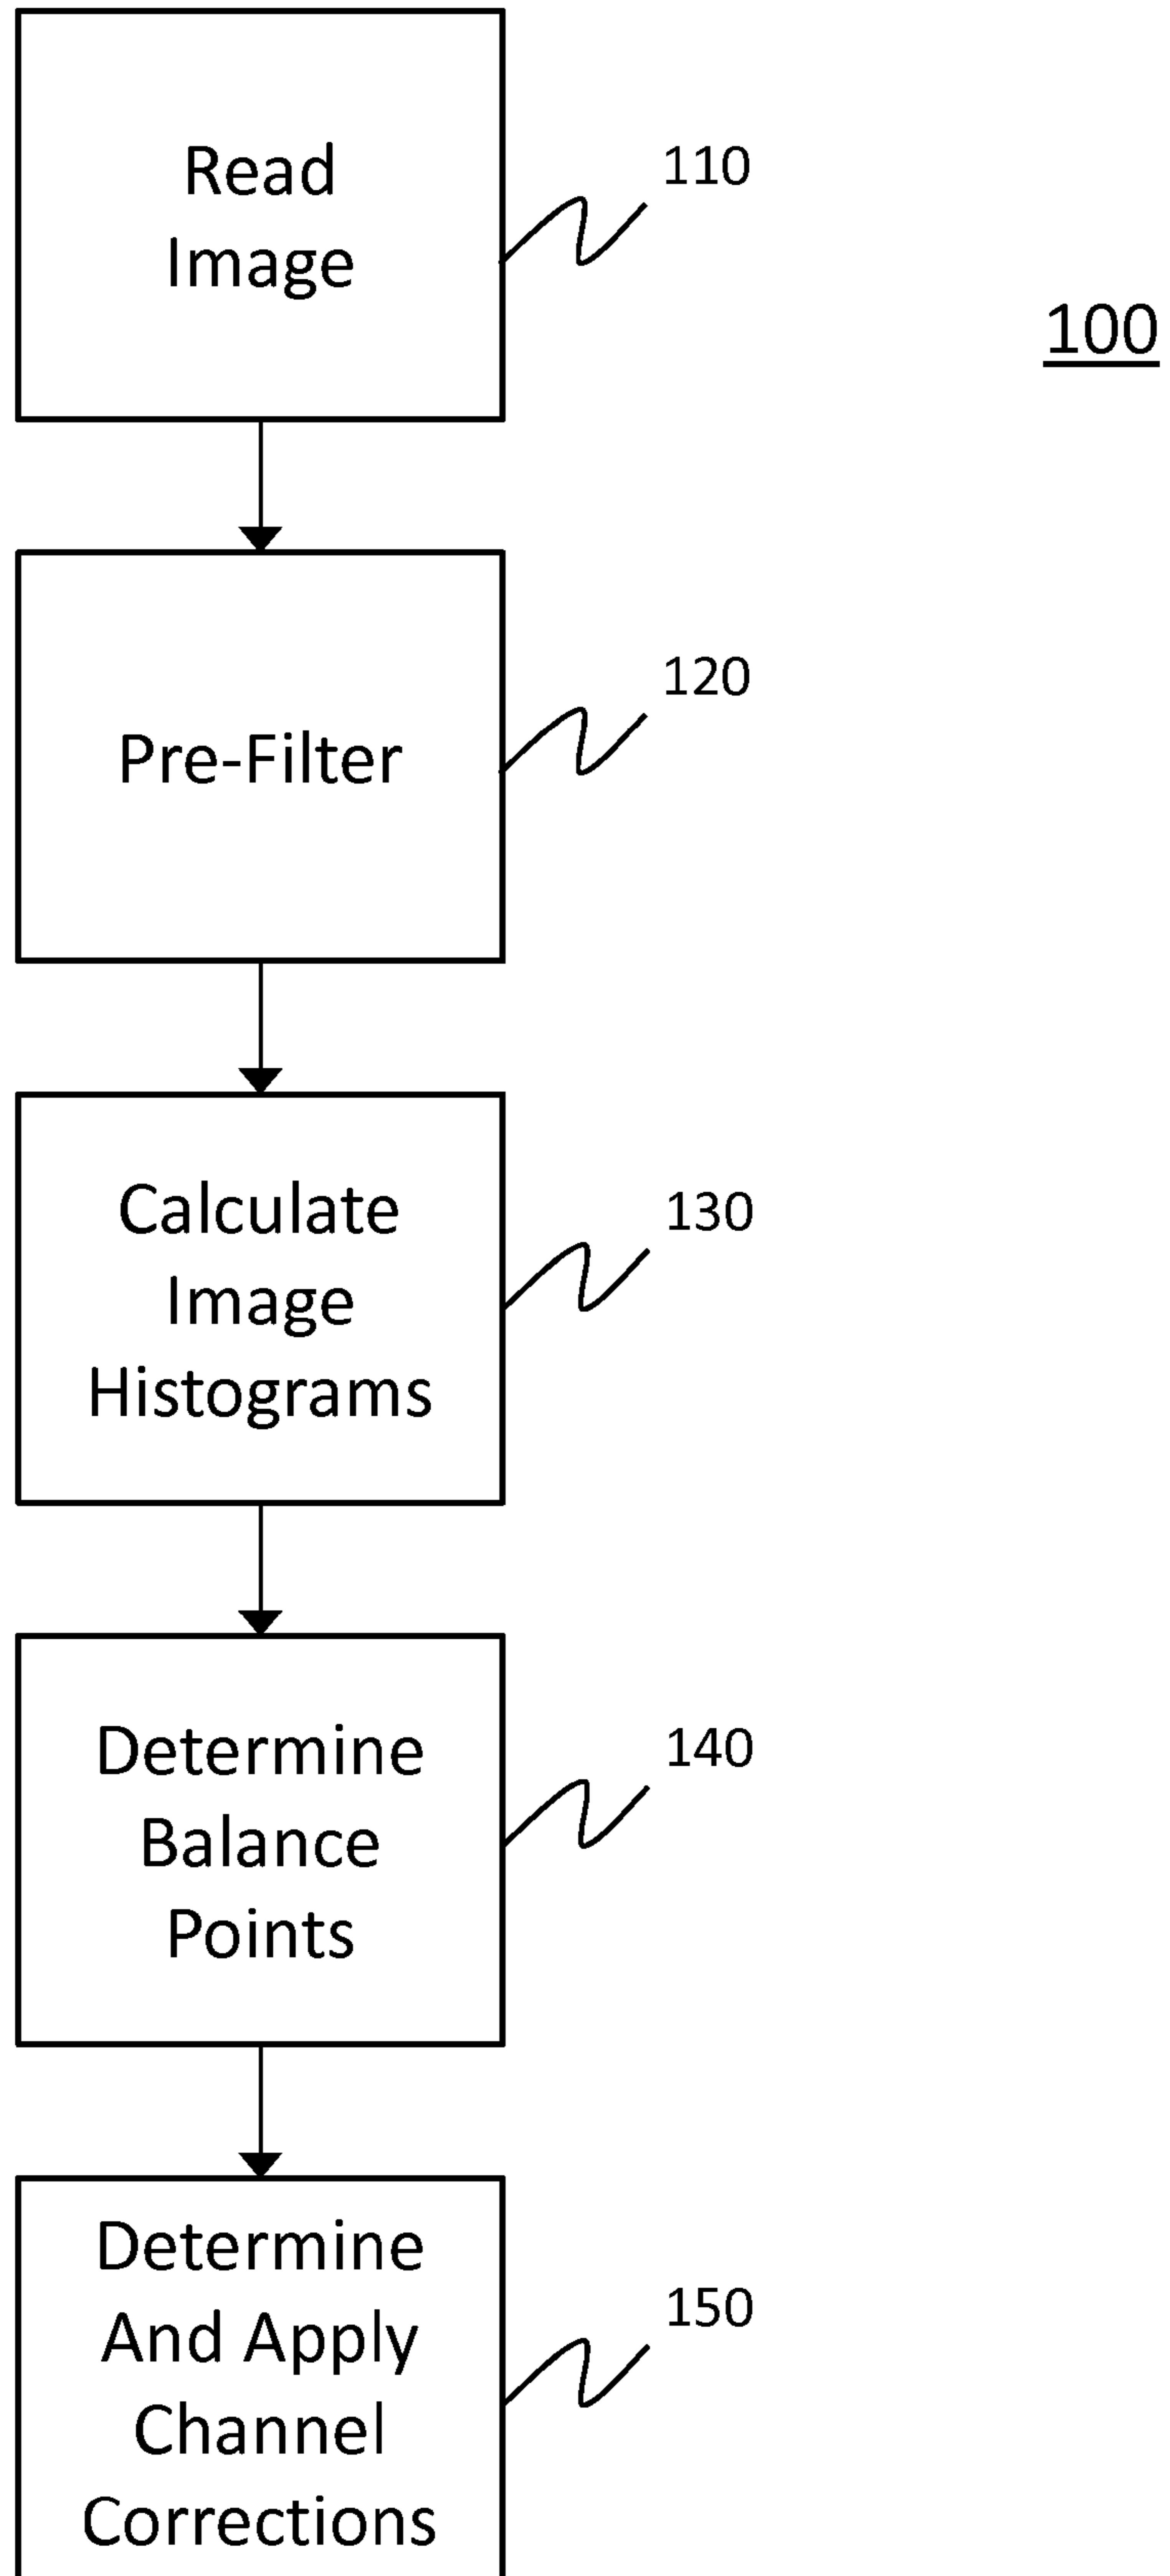 Read
Image
110
100
Pre-Filter
120
Calculate
Image
Histograms
130
Determine
Balance
Points
140
Determine
And Apply
Channel
Corrections
150